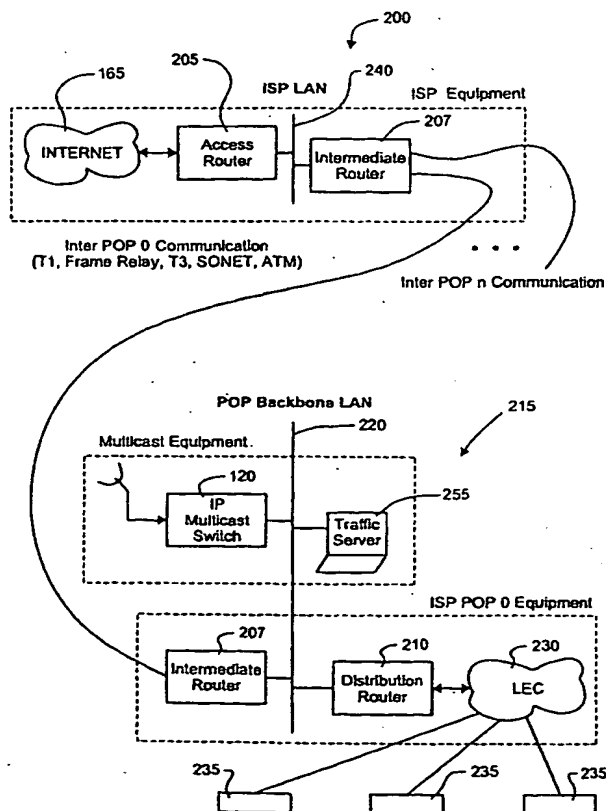 200
165
205
ISP LAN
240
ISP Equipment
207
INTERNET
Access
Router
Intermediate
Router
Inter POP 0 Communication
(T1, Frame Relay, T3, SONET, ATM)
Inter POP n Communication
POP Backbone LAN
215
220
Multicast Equipment
120
255
IP
Multicast
Switch
Traffic
Server
ISP POP 0 Equipment
207
210
230
Intermediate
Router
Distribution
Router
LEC
235
235
235